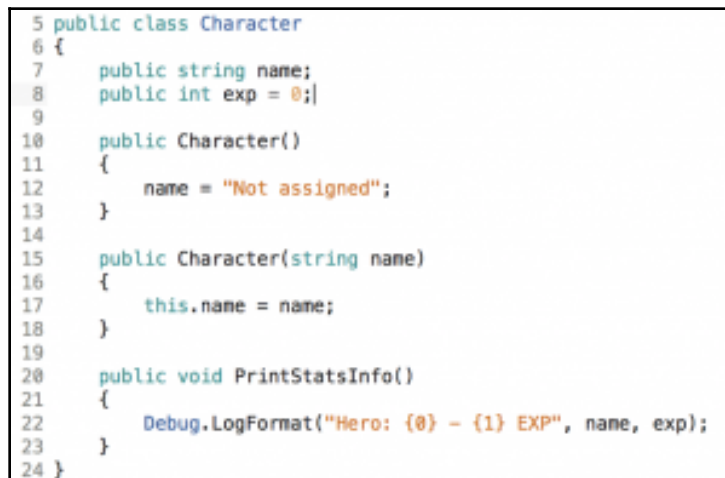 5 public class Character
6 {
7     public string name;
8     public int exp = 0;
9
10     public Character()
11     {
12         name = "Not assigned";
13     }
14
15     public Character(string name)
16     {
17         this.name = name;
18     }
19
20     public void PrintStatsInfo()
21     {
22         Debug.LogFormat("Hero: {0} - {1} EXP", name, exp);
23     }
24 }